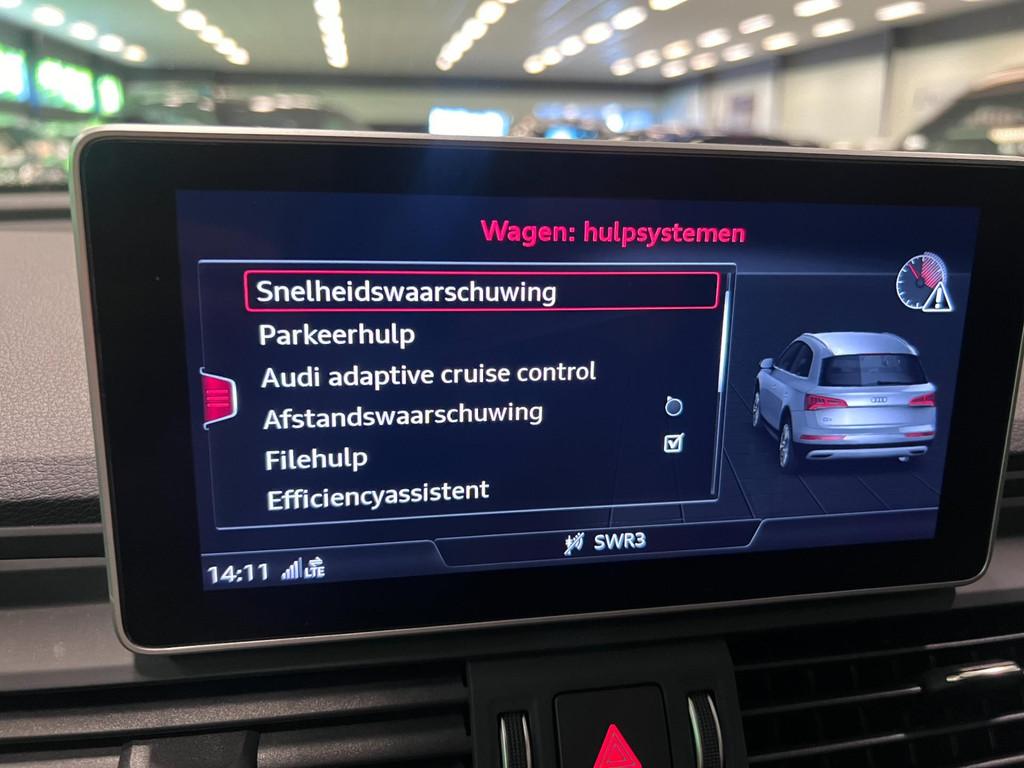 Wagen: hulpsystemen
Snelheidswaarschuwing
Parkeerhulp
Audi adaptive cruise control
Afstandswaarschuwing
Filehulp
Efficiencyassistent
SWR3
14:11 LTE